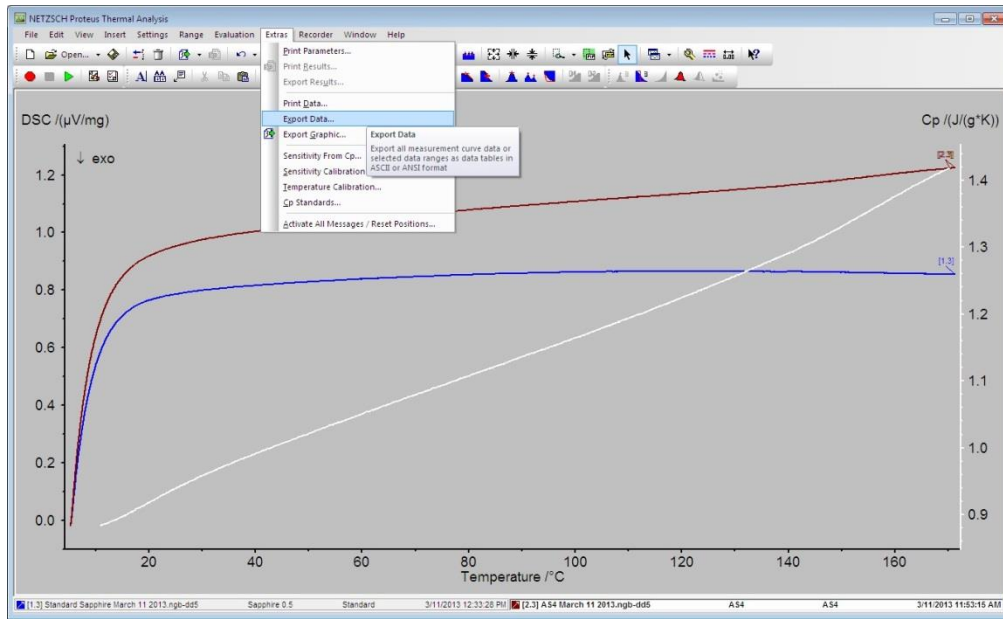 NETZSCH Proteus Thermal Analysis
File Edit View Insert Settings Range Evaluation Extras Recorder Window Help
Open...
Print Parameters...
Print Results...
Export Results...
Print Data...
Export Data...
Export Graphic...
Sensitivity From Cp...
Sensitivity Calibration
Temperature Calibration...
Cp Standards...
Activate All Messages / Reset Positions...
Export Data
Export all measurement curve data or
selected data ranges as data tables in
ASCII or ANSI format
DSC /(µV/mg)
Cp /(J/(g*K))
↓ exo
[2.3]
[1.3]
1.2
1.0
0.8
0.6
0.4
0.2
0.0
1.4
1.3
1.2
1.1
1.0
0.9
20 40 60 80 100 120 140 160
Temperature /°C
[1.3] Standard Sapphire March 11 2013.ngb-dd5 Sapphire 0.5 Standard 3/11/2013 12:33:28 PM [2.3] AS4 March 11 2013.ngb-dd5 AS4 AS4 3/11/2013 11:53:15 AM